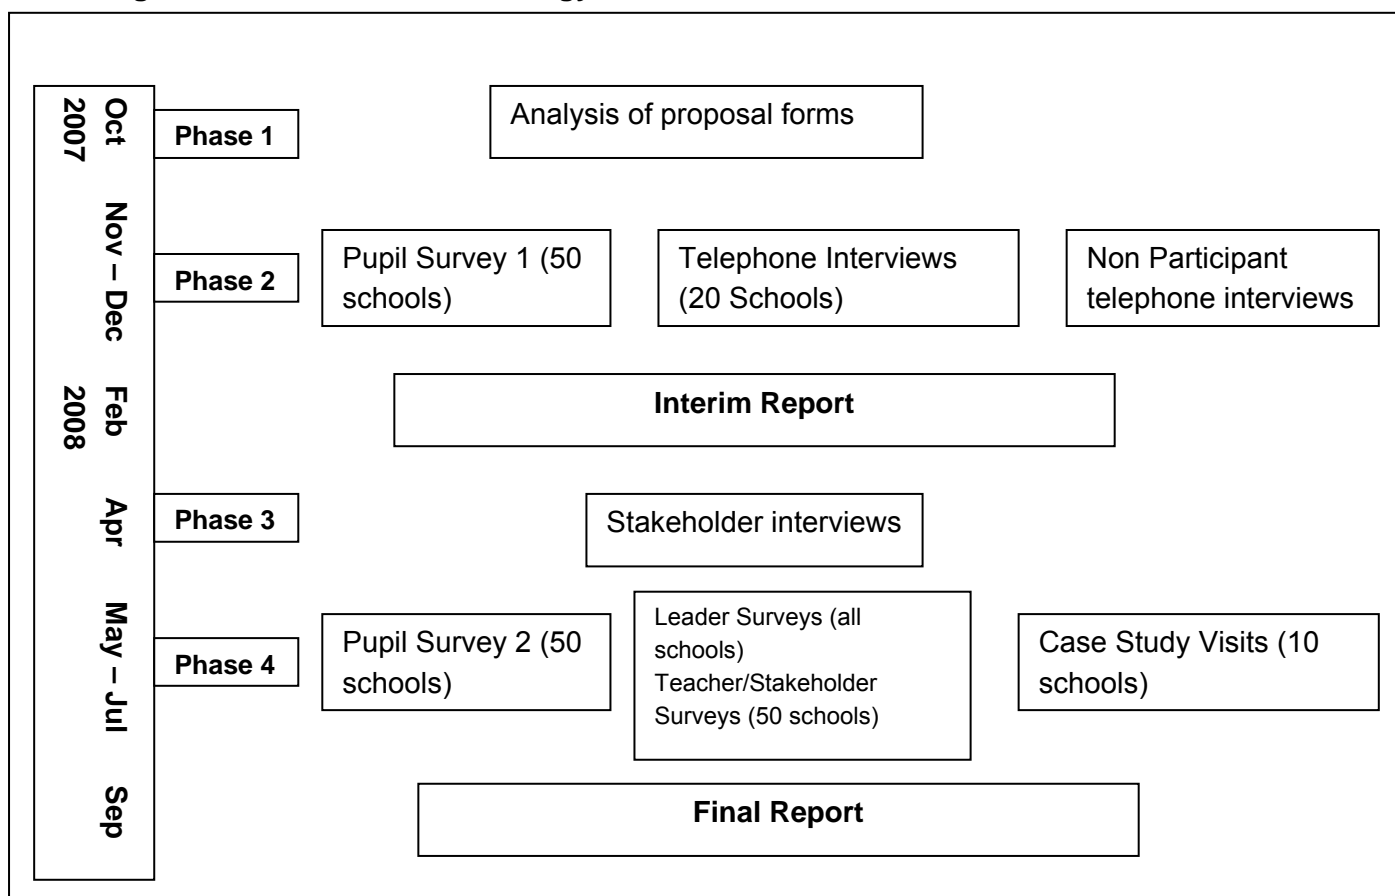 Oct
2007
Phase 1
Analysis of proposal forms
Nov – Dec
Phase 2
Pupil Survey 1 (50
schools)
Telephone Interviews
(20 Schools)
Non Participant
telephone interviews
Feb
2008
Interim Report
Apr
Phase 3
Stakeholder interviews
May – Jul
Phase 4
Pupil Survey 2 (50
schools)
Leader Surveys (all
schools)
Teacher/Stakeholder
Surveys (50 schools)
Case Study Visits (10
schools)
Sep
Final Report